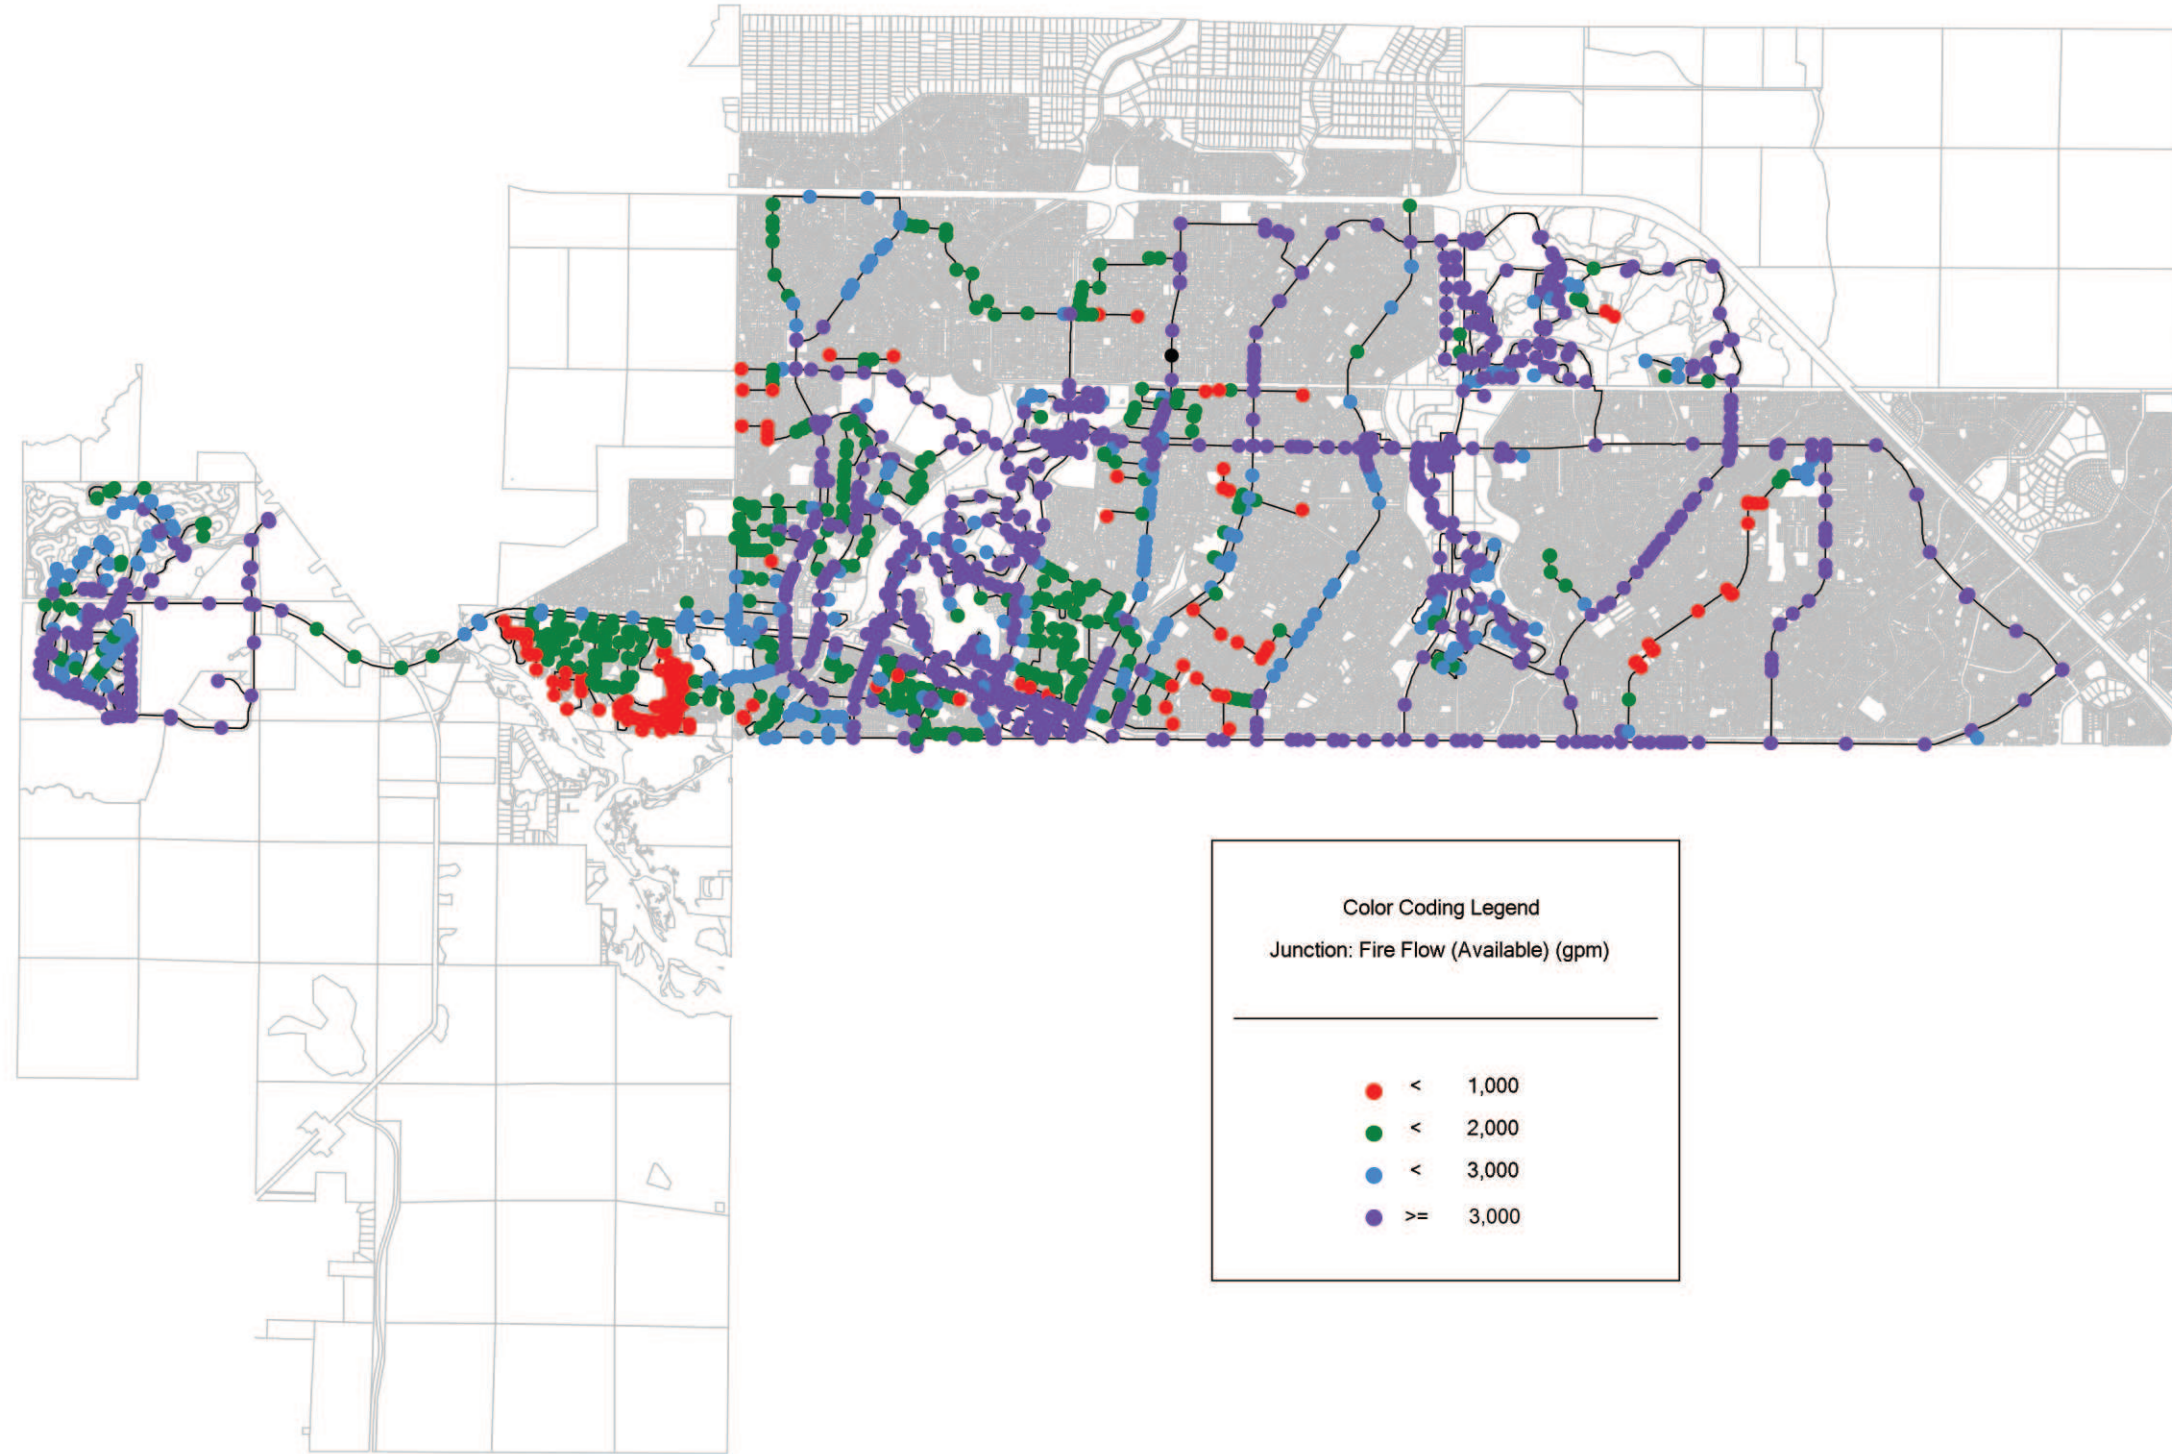 Color Coding Legend
Junction: Fire Flow (Available) (gpm)
< 1,000
< 2,000
< 3,000
>= 3,000